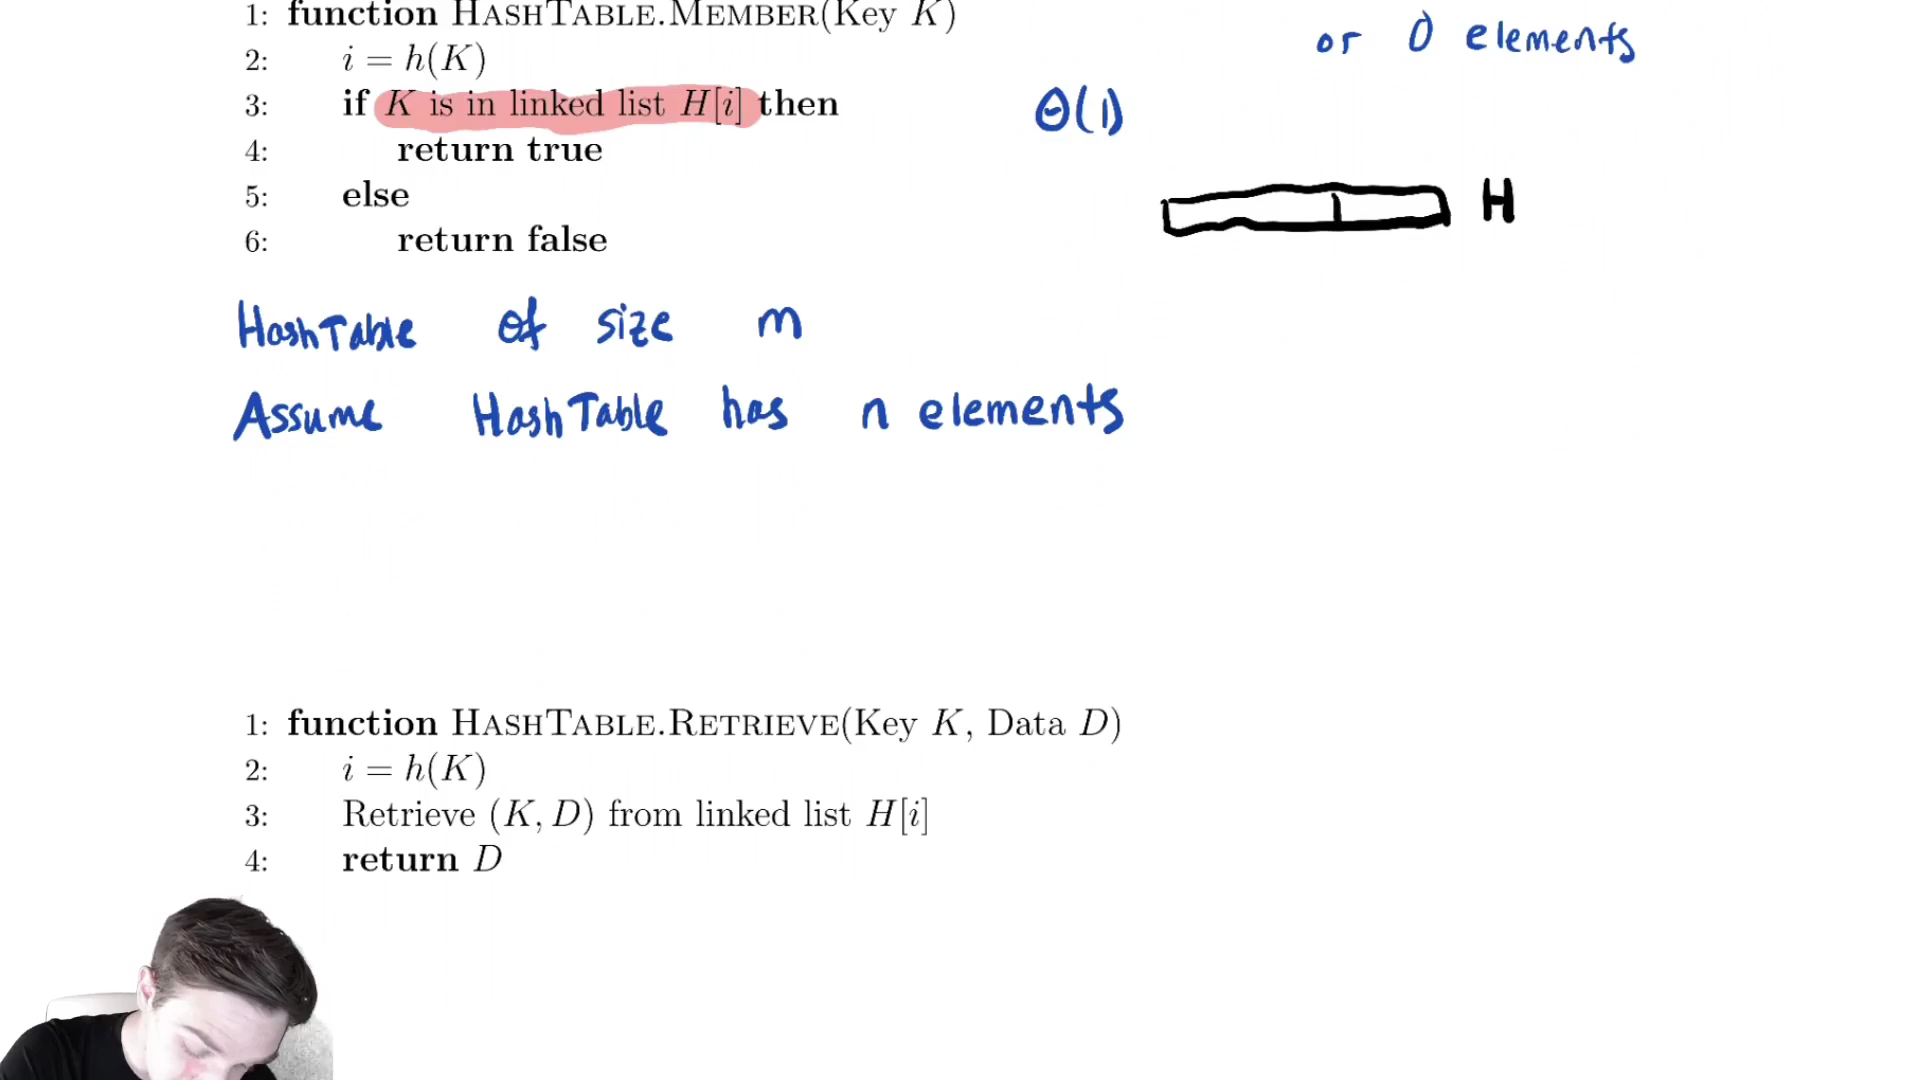 1: function HASHTABLE.MEMBER(Key K)
or 0 elements
2: i = h(K)
3: if K is in linked list H[i] then
Θ(1)
4: return true
5: else
H
6: return false
HashTable of size m
Assume HashTable has n elements
1: function HASHTABLE.RETRIEVE(Key K, Data D)
2: i = h(K)
3: Retrieve (K, D) from linked list H[i]
4: return D